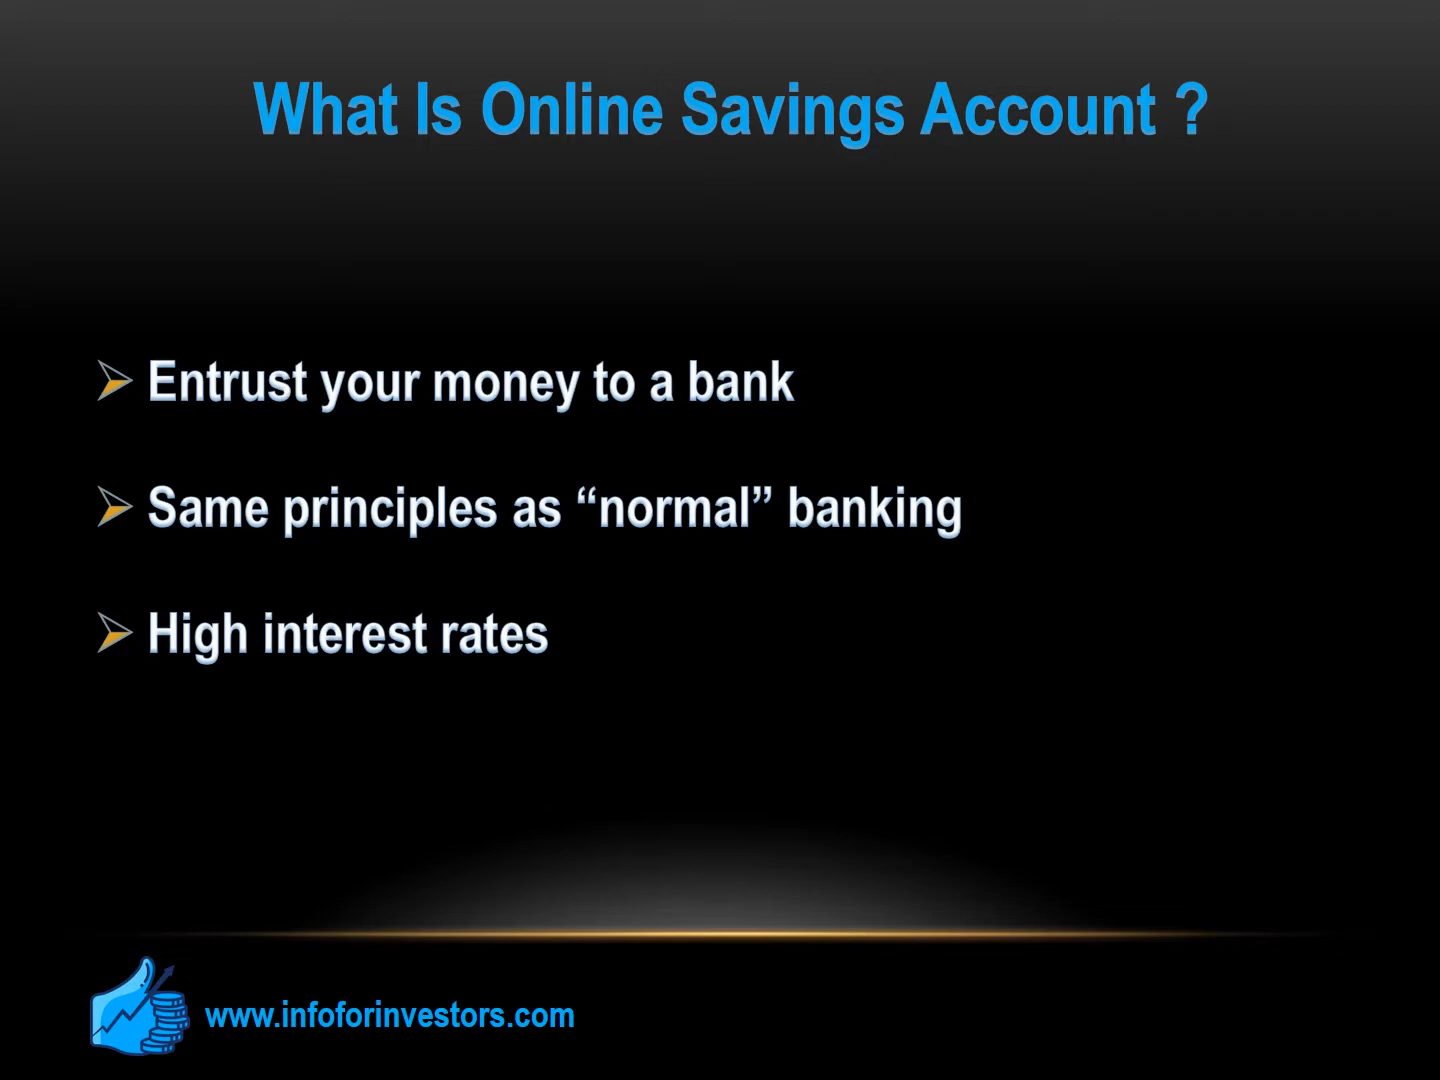 What Is Online Savings Account ?
Entrust your money to a bank
Same principles as “normal” banking
High interest rates
www.infoforinvestors.com